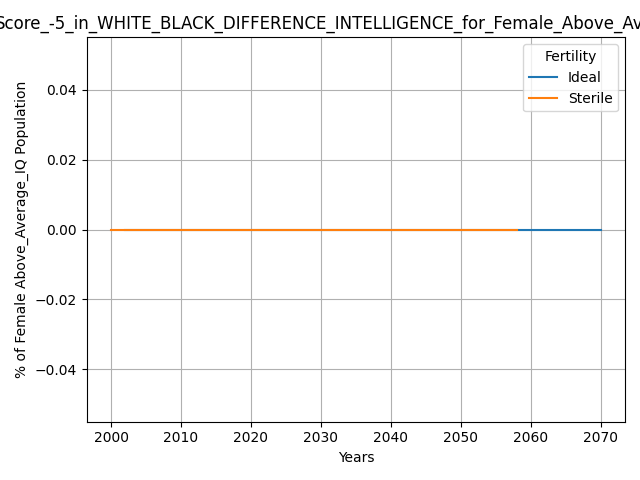 Score_-5_in_WHITE_BLACK_DIFFERENCE_INTELLIGENCE_for_Female_Above_Av
Fertility
Ideal
Sterile
% of Female Above_Average_IQ Population
0.04
0.02
0.00
−0.02
−0.04
2000 2010 2020 2030 2040 2050 2060 2070
Years